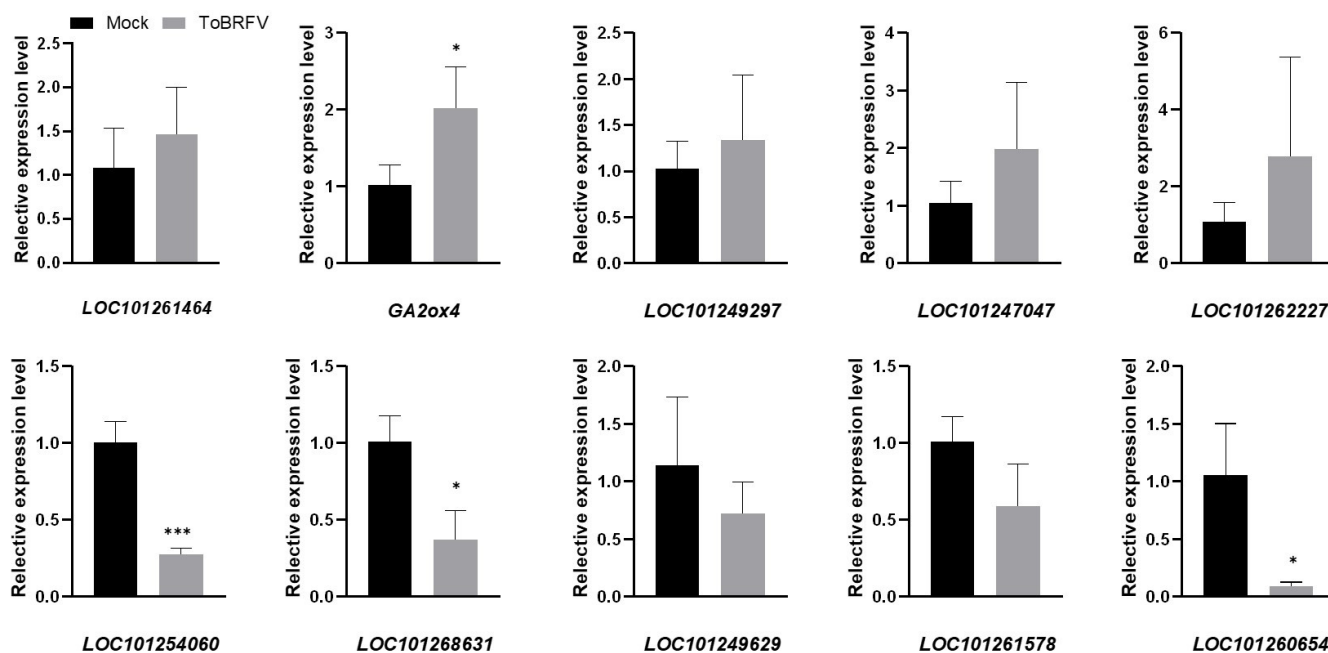 Mock ToBRFV
Relective expression level
2.5
2.0
1.5
1.0
0.5
0.0
LOC101261464
Relective expression level
3
2
1
0
*
GA2ox4
Relective expression level
2.5
2.0
1.5
1.0
0.5
0.0
LOC101249297
Relective expression level
4
3
2
1
0
LOC101247047
Relective expression level
6
4
2
0
LOC101262227
Relective expression level
1.5
1.0
0.5
0.0
***
LOC101254060
Relective expression level
1.5
1.0
0.5
0.0
*
LOC101268631
Relective expression level
2.0
1.5
1.0
0.5
0.0
LOC101249629
Relective expression level
1.5
1.0
0.5
0.0
LOC101261578
Relective expression level
2.0
1.5
1.0
0.5
0.0
*
LOC101260654